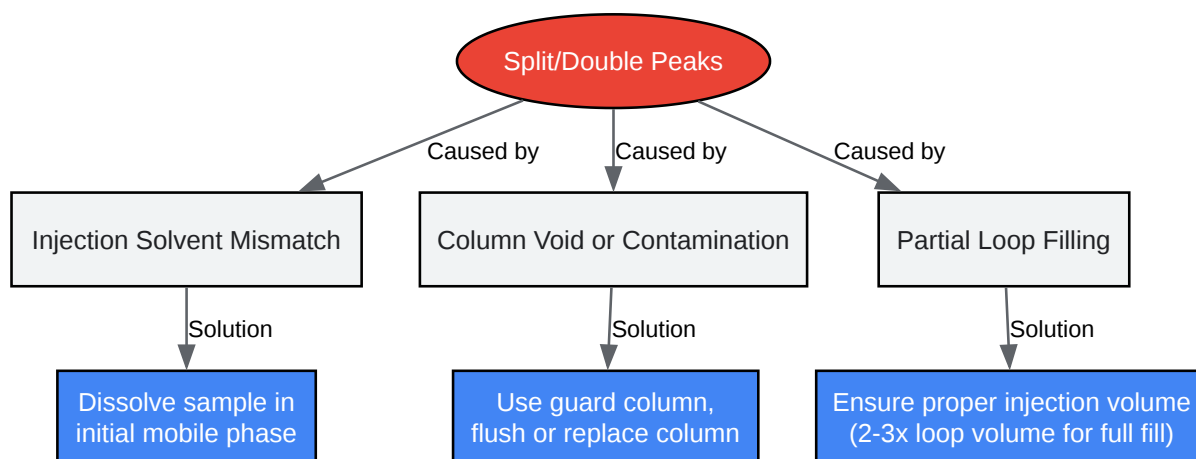 Split/Double Peaks
Caused by
Caused by
Caused by
Injection Solvent Mismatch
Column Void or Contamination
Partial Loop Filling
Solution
Solution
Solution
Dissolve sample in
initial mobile phase
Use guard column,
flush or replace column
Ensure proper injection volume
(2-3x loop volume for full fill)